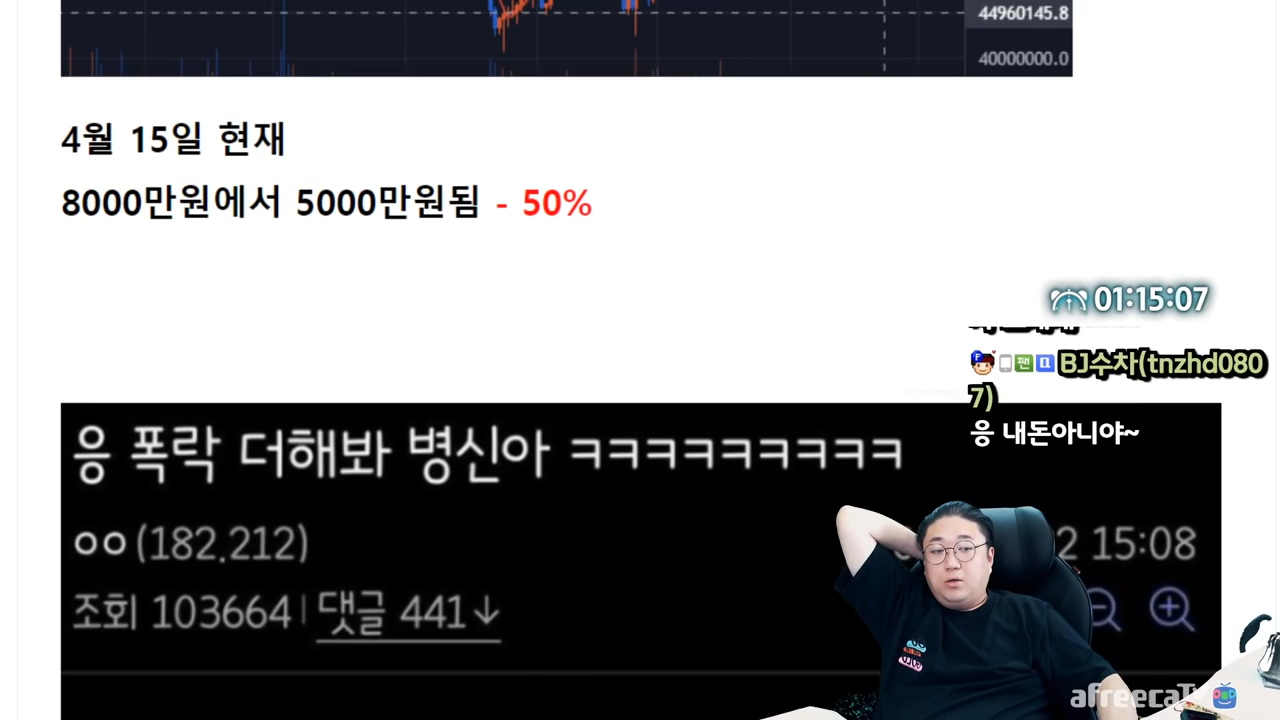 44960145.8
40000000.0
4월 15일 현재
8000만원에서 5000만원됨 - 50%
01:15:07
F 팬 BJ수차(tnzhd080
7)
응 내돈아니야~
응 폭락 더해봐 병신아 ㅋㅋㅋㅋㅋㅋㅋㅋㅋ
ㅇㅇ(182.212)
2 15:08
조회 103664 | 댓글 441↓
afreecaTV